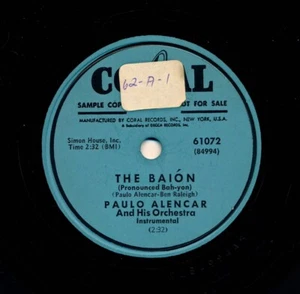 CORAL
62-A-1
SAMPLE COPY NOT FOR SALE
MANUFACTURED BY CORAL RECORDS, INC., NEW YORK, U.S.A.
A Subsidiary of DECCA RECORDS, INC.
Simon House, Inc.
Time 2:32 (BMI)
61072
(84994)
THE BAIÓN
(Pronounced Bah-yon)
(Paulo Alencar-Ben Raleigh)
PAULO ALENCAR
And His Orchestra
Instrumental
(2:32)